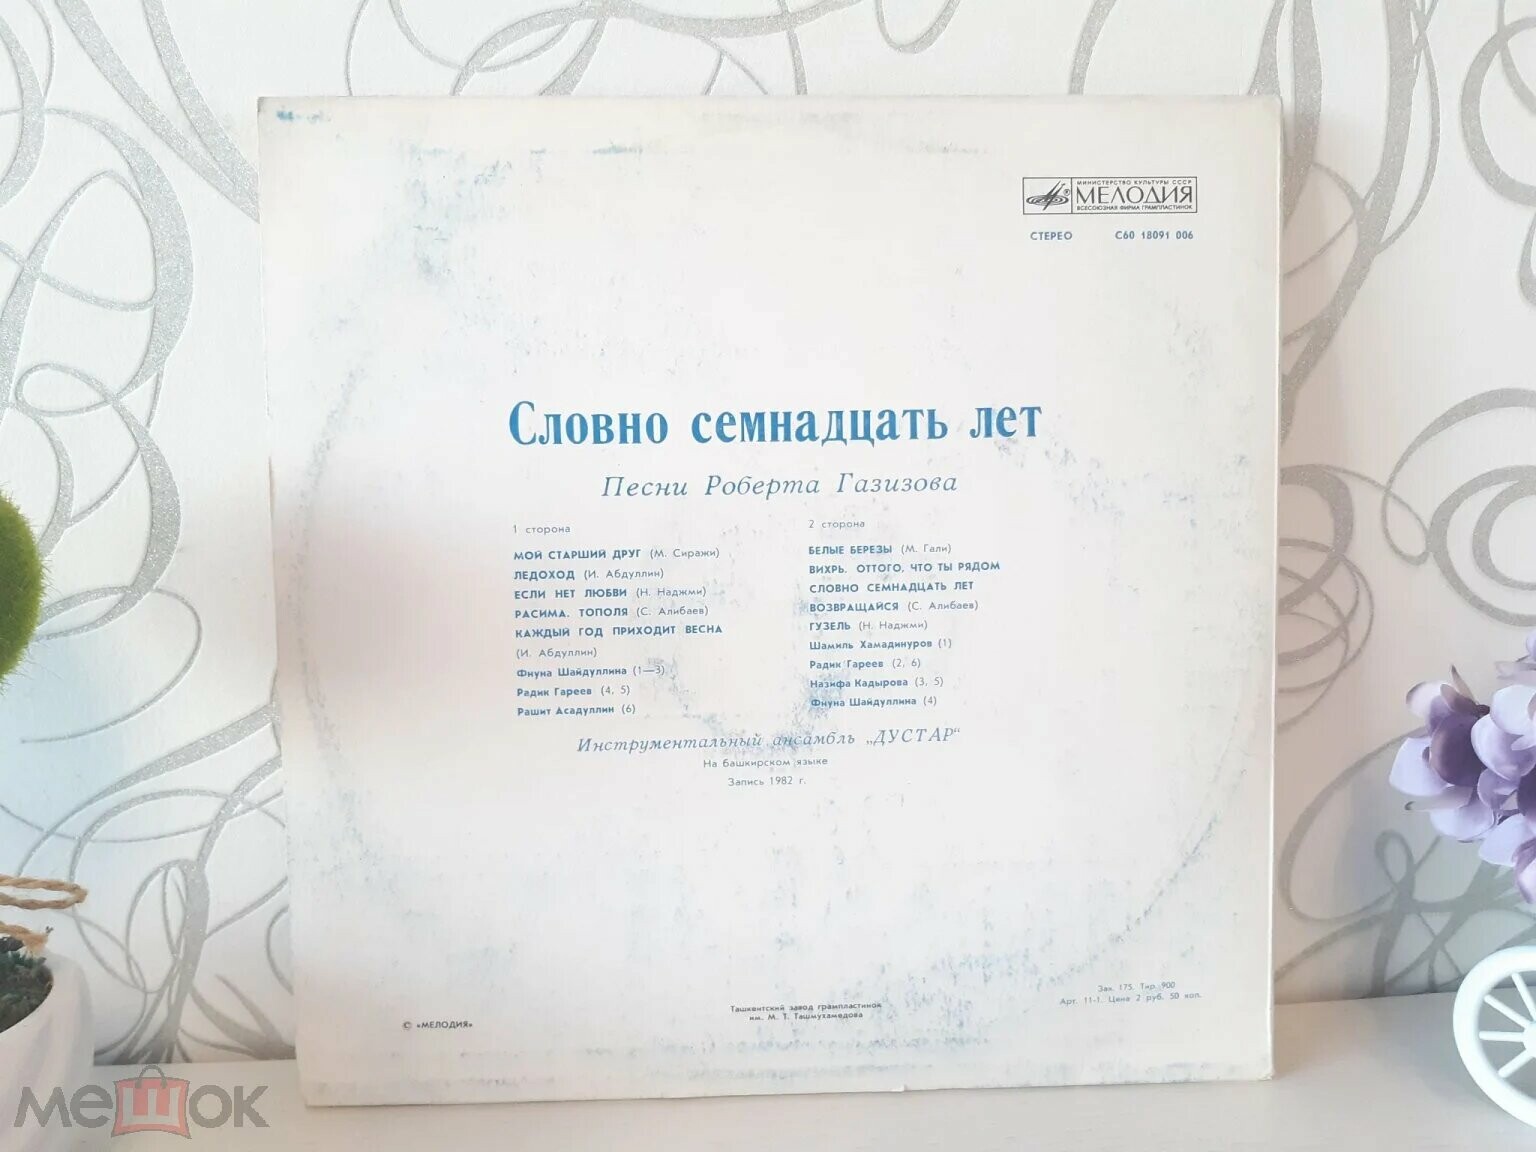 МИНИСТЕРСТВО КУЛЬТУРЫ СССР
МЕЛОДИЯ
ВСЕСОЮЗНАЯ ФИРМА ГРАМПЛАСТИНОК
СТЕРЕО С60 18091 006
Словно семнадцать лет
Песни Роберта Газизова
1 сторона
МОЙ СТАРШИЙ ДРУГ (М. Сиражи)
ЛЕДОХОД (И. Абдуллин)
ЕСЛИ НЕТ ЛЮБВИ (Н. Наджми)
РАСИМА. ТОПОЛЯ (С. Алибаев)
КАЖДЫЙ ГОД ПРИХОДИТ ВЕСНА
(И. Абдуллин)
Фнуна Шайдуллина (1—3)
Радик Гареев (4, 5)
Рашит Асадуллин (6)
2 сторона
БЕЛЫЕ БЕРЕЗЫ (М. Гали)
ВИХРЬ. ОТТОГО, ЧТО ТЫ РЯДОМ
СЛОВНО СЕМНАДЦАТЬ ЛЕТ
ВОЗВРАЩАЙСЯ (С. Алибаев)
ГУЗЕЛЬ (Н. Наджми)
Шамиль Хамадинуров (1)
Радик Гареев (2, 6)
Назифа Кадырова (3, 5)
Фнуна Шайдуллина (4)
Инструментальный ансамбль „ДУСТАР"
На башкирском языке
Запись 1982 г.
Зак. 175. Тир. 900
Арт. 11-1. Цена 2 руб. 50 коп.
Ташкентский завод грампластинок
им. М. Т. Ташмухамедова
© «МЕЛОДИЯ»
мешок